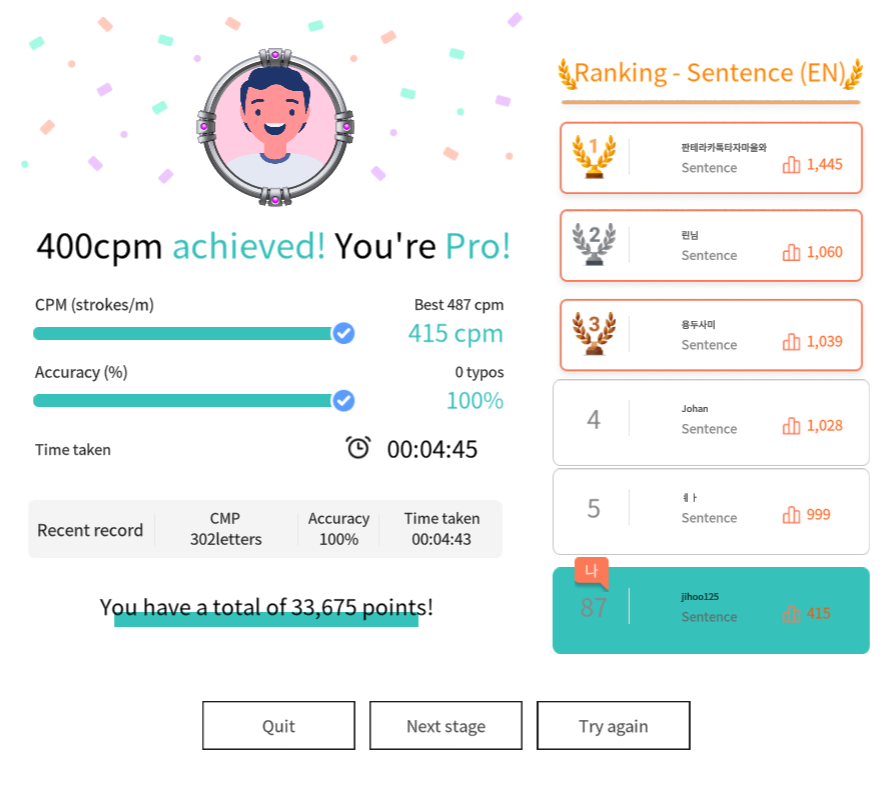 400cpm achieved! You're Pro!
CPM (strokes/m)
Best 487 cpm
415 cpm
Accuracy (%)
0 typos
100%
Time taken
00:04:45
Recent record
CMP
302letters
Accuracy
100%
Time taken
00:04:43
You have a total of 33,675 points!
Ranking - Sentence (EN)
1
판테라카톡타자마을와
Sentence
1,445
2
린님
Sentence
1,060
3
용두사미
Sentence
1,039
4
Johan
Sentence
1,028
5
Sentence
999
나
87
jihoo125
Sentence
415
Quit
Next stage
Try again